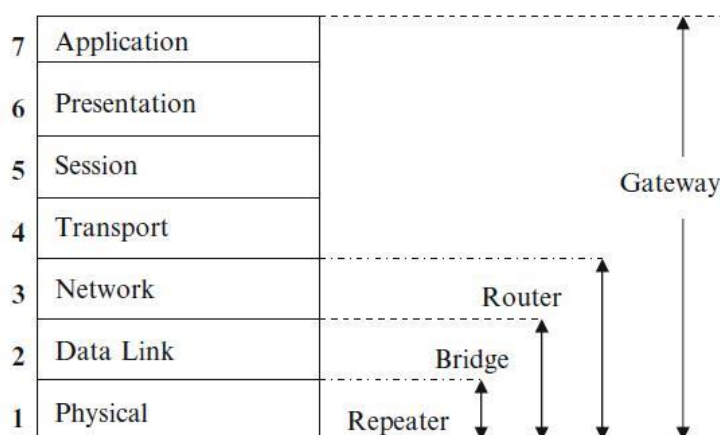 7 Application
6 Presentation
5 Session
Gateway
4 Transport
3 Network
Router
2 Data Link
Bridge
1 Physical
Repeater